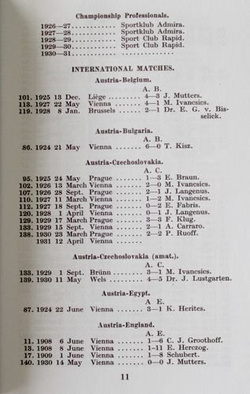 Championship Professionals.
1926—27 . . . . . . . . . . Sportklub Admira.
1927—28 . . . . . . . . . . Sportklub Admira.
1928—29 . . . . . . . . . . Sport Club Rapid.
1929—30 . . . . . . . . . . Sport Club Rapid.
1930—31 . . . . . . . . . .
INTERNATIONAL MATCHES.
Austria-Belgium.
A. B.
101. 1925 13 Dec. Liège . . . . . . . 4—3 J. Mutters.
113. 1927 22 May Vienna . . . . . . 4—1 M. Ivancsics.
119. 1928 8 Jan. Brussels . . . . . 2—1 Dr. E. G. v. Bis-
selick.
Austria-Bulgaria.
A. B.
86. 1924 21 May Vienna . . . . . . 6—0 T. Kisz.
Austria-Czechoslovakia.
A. C.
95. 1925 24 May Prague . . . . . . 1—3 E. Braun.
102. 1926 13 March Vienna . . . . . . 2—0 M. Ivancsics.
107. 1926 28 Sept. Prague . . . . . . 2—1 J. Langenus.
110. 1927 11 March Vienna . . . . . . 1—2 M. Ivancsics.
112. 1927 18 Sept. Prague . . . . . . 0—2 E. Fabris.
120. 1928 1 April Vienna . . . . . . 0—1 J. Langenus.
129. 1929 17 March Prague . . . . . . 3—3 P. Klug.
133. 1929 15 Sept. Vienna . . . . . . 2—1 A. Carraro.
138. 1930 23 March Prague . . . . . . 2—2 P. Ruoff.
1931 12 April Vienna . . . . . .
Austria-Czechoslovakia (amat.).
A. C.
133. 1929 1 Sept. Brünn . . . . . . 3—1 M. Ivancsics.
139. 1930 11 May Wels . . . . . . . 4—5 Dr. J. Lustgarten.
Austria-Egypt.
A. E.
87. 1924 22 June Vienna . . . . . . 3—1 K. Herites.
Austria-England.
A. E.
11. 1908 6 June Vienna . . . . . . 1—6 C. J. Groothoff.
13. 1908 8 June Vienna . . . . . . 1—11 E. Herczog.
17. 1909 1 June Vienna . . . . . . 1—8 Schubert.
140. 1930 14 May Vienna . . . . . . 0—0 J. Mutters.
11